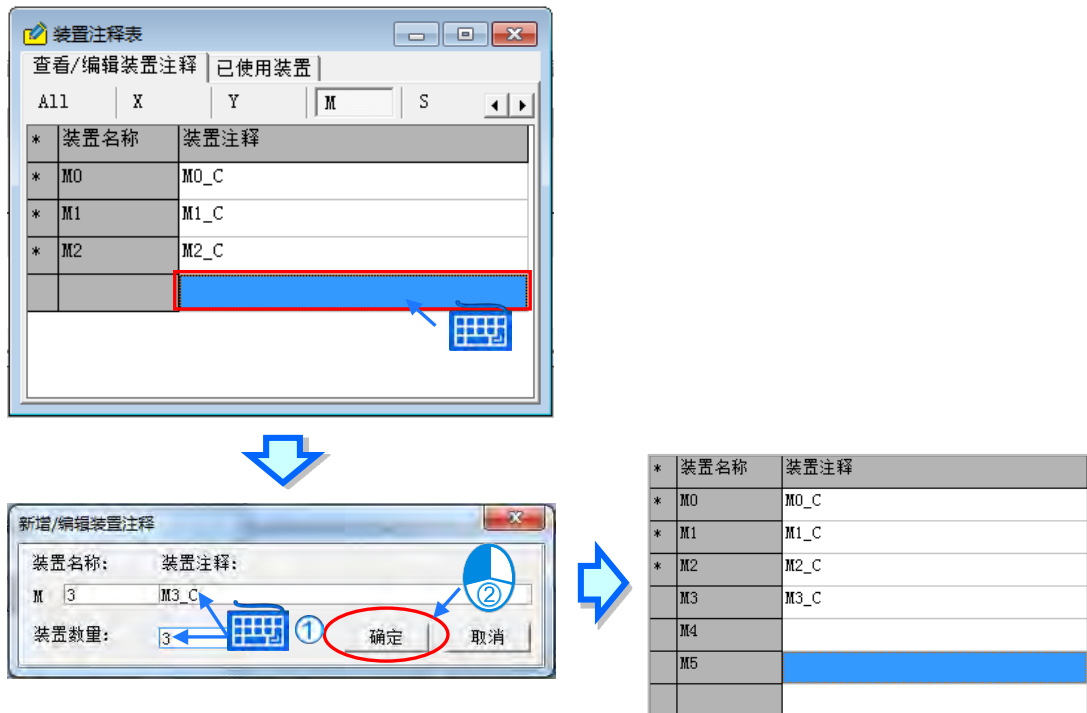 装置注释表
查看/编辑装置注释 已使用装置
All X Y M S
* 装置名称 装置注释
* M0 M0_C
* M1 M1_C
* M2 M2_C
新增/编辑装置注释
装置名称: 装置注释:
M 3 M3_C
装置数量: 3 ① 确定 取消
②
* 装置名称 装置注释
* M0 M0_C
* M1 M1_C
* M2 M2_C
M3 M3_C
M4
M5